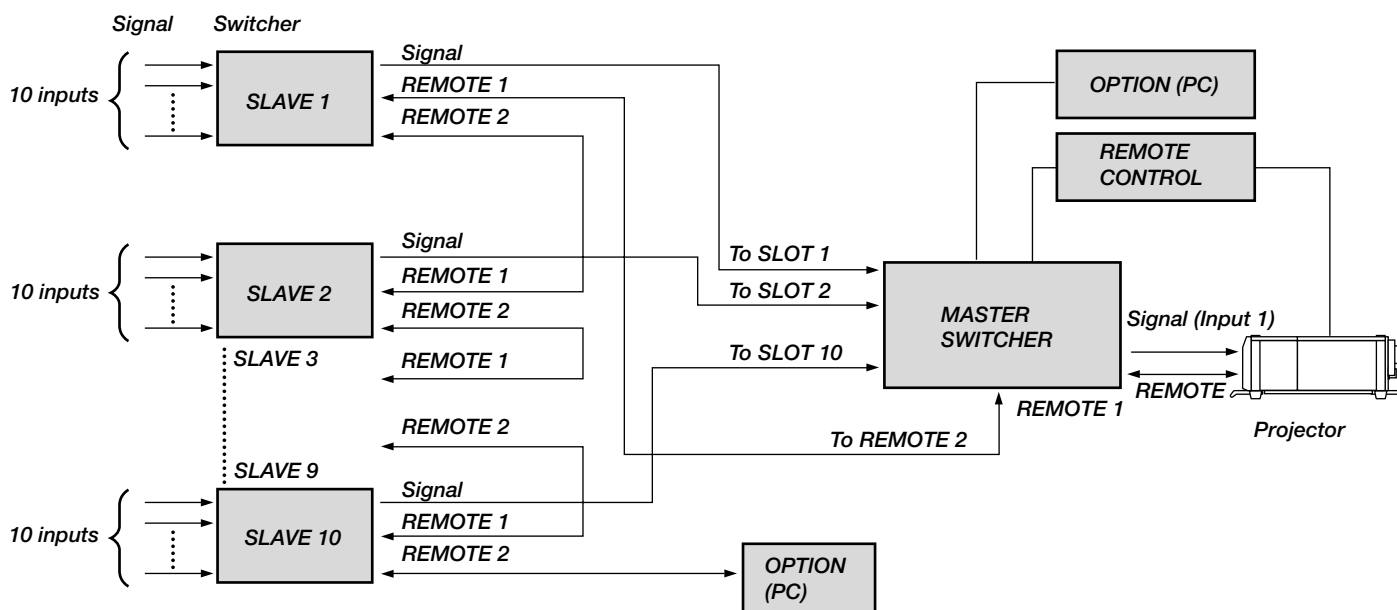 Signal Switcher
10 inputs
SLAVE 1
Signal
REMOTE 1
REMOTE 2
10 inputs
SLAVE 2
Signal
REMOTE 1
REMOTE 2
SLAVE 3
REMOTE 1
REMOTE 2
SLAVE 9
10 inputs
SLAVE 10
Signal
REMOTE 1
REMOTE 2
OPTION
(PC)
To SLOT 1
To SLOT 2
To SLOT 10
To REMOTE 2
MASTER
SWITCHER
REMOTE 1
OPTION (PC)
REMOTE
CONTROL
Signal (Input 1)
REMOTE
Projector